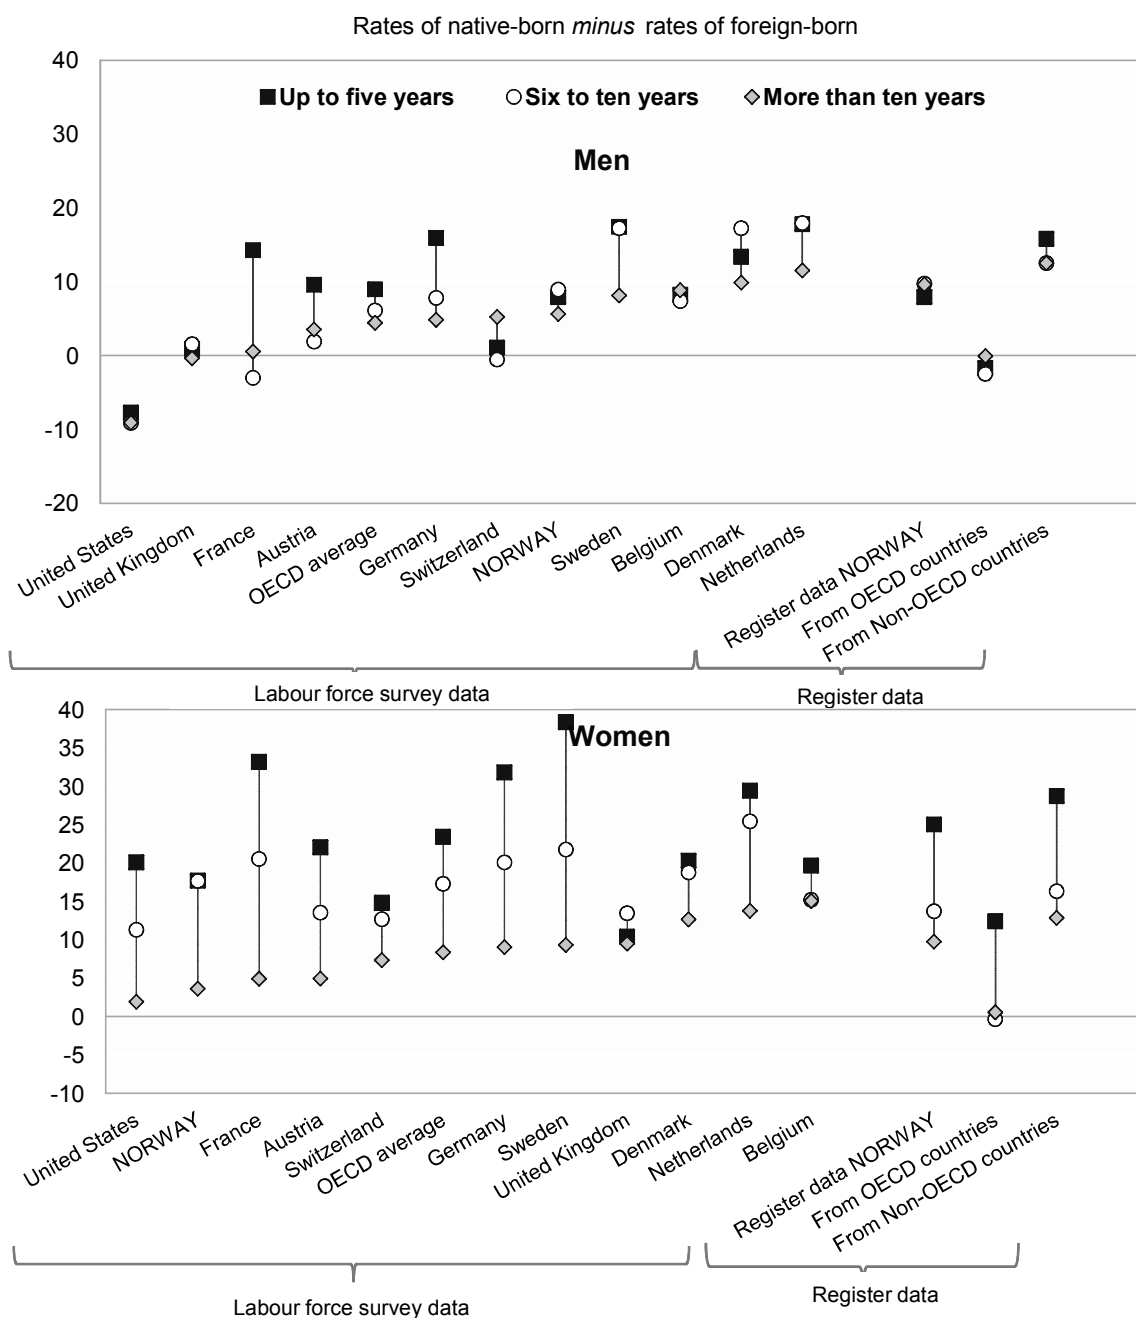 Rates of native-born minus rates of foreign-born
40
30
20
10
0
-10
-20
Up to five years Six to ten years More than ten years
Men
United States
United Kingdom
France
Austria
OECD average
Germany
Switzerland
NORWAY
Sweden
Belgium
Denmark
Netherlands
Register data NORWAY
From OECD countries
From Non-OECD countries
Labour force survey data
Register data
40
35
30
25
20
15
10
5
0
-5
-10
Women
United States
NORWAY
France
Austria
Switzerland
OECD average
Germany
Sweden
United Kingdom
Denmark
Netherlands
Belgium
Register data NORWAY
From OECD countries
From Non-OECD countries
Labour force survey data
Register data